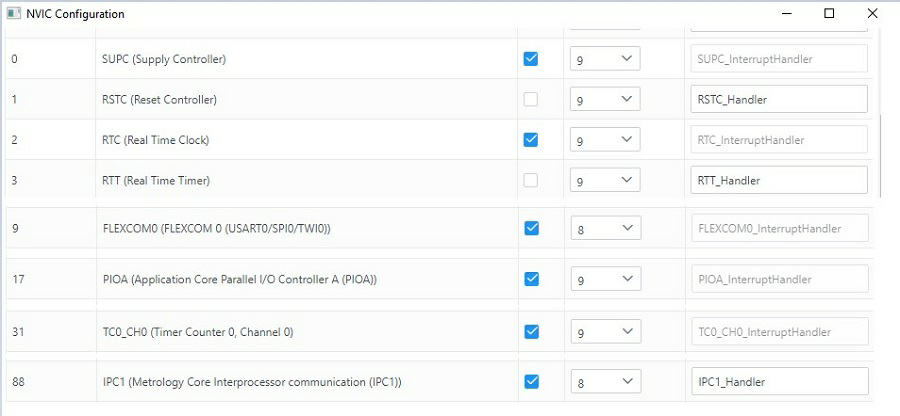 NVIC Configuration
0 SUPC (Supply Controller) 9 SUPC_InterruptHandler
1 RSTC (Reset Controller) 9 RSTC_Handler
2 RTC (Real Time Clock) 9 RTC_InterruptHandler
3 RTT (Real Time Timer) 9 RTT_Handler
9 FLEXCOM0 (FLEXCOM 0 (USART0/SPI0/TWI0)) 8 FLEXCOM0_InterruptHandler
17 PIOA (Application Core Parallel I/O Controller A (PIOA)) 9 PIOA_InterruptHandler
31 TC0_CH0 (Timer Counter 0, Channel 0) 9 TC0_CH0_InterruptHandler
88 IPC1 (Metrology Core Interprocessor communication (IPC1)) 8 IPC1_Handler